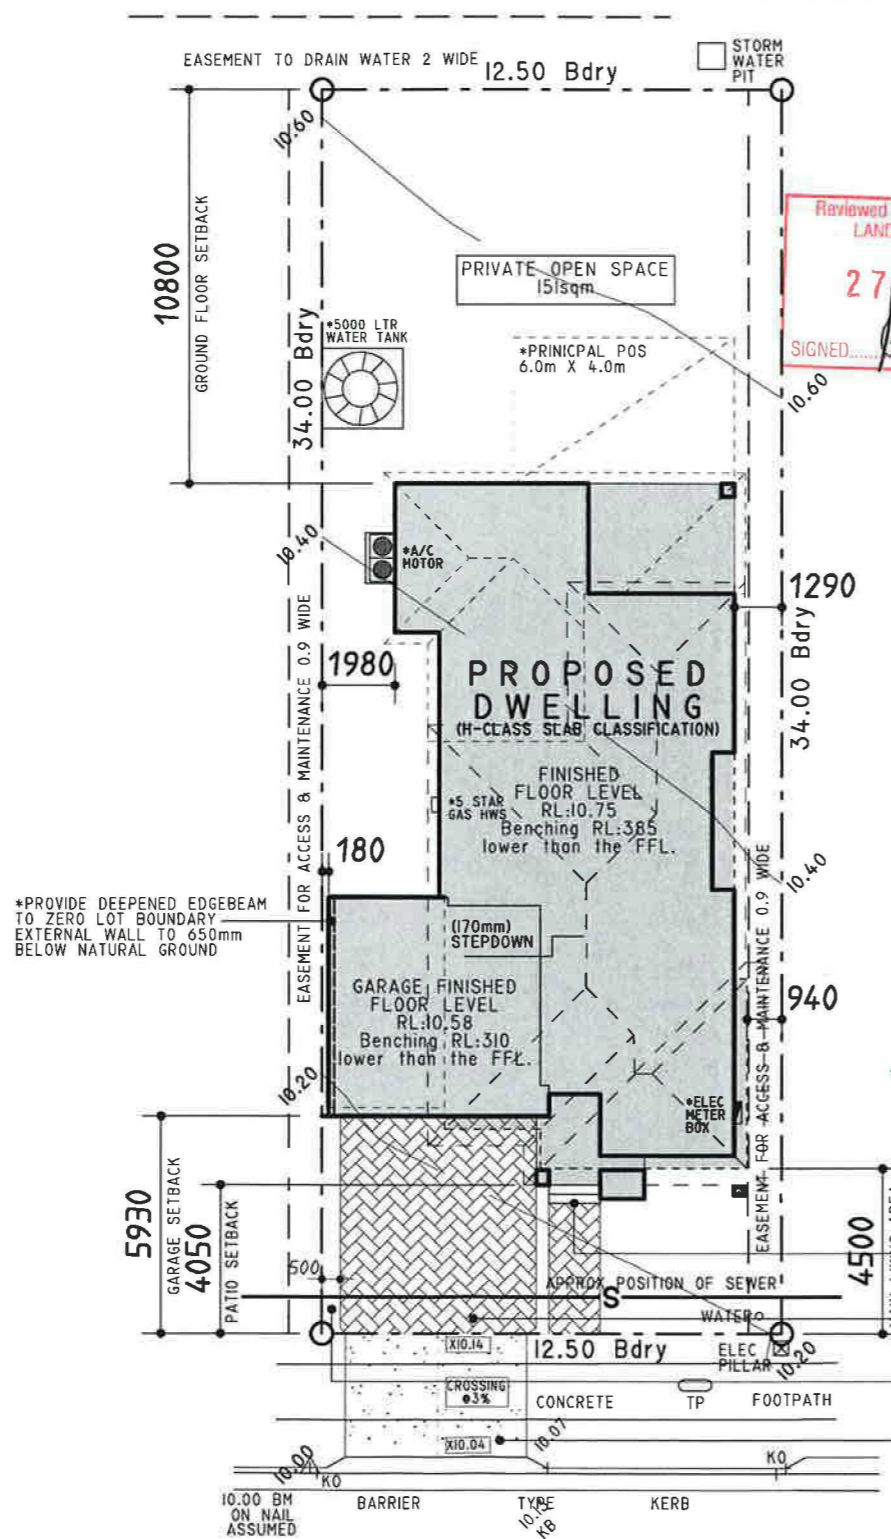 EASEMENT TO DRAIN WATER 2 WIDE
12.50 Bdry
STORM
WATER
PIT
10.60
10800
GROUND FLOOR SETBACK
34.00 Bdry
Reviewed
LAND
27
SIGNED
PRIVATE OPEN SPACE
151sqm
*5000 LTR
WATER TANK
*PRINICPAL POS
6.0m X 4.0m
10.60
10.40
*A/C
MOTOR
1290
34.00 Bdry
1980
PROPOSED
DWELLING
(H-CLASS SLAB CLASSIFICATION)
EASEMENT FOR ACCESS & MAINTENANCE 0.9 WIDE
FINISHED
FLOOR LEVEL
RL:10.75
Benching RL:385
lower than the FFL.
*5 STAR
GAS HWS
180
10.40
*PROVIDE DEEPENED EDGEBEAM
TO ZERO LOT BOUNDARY
EXTERNAL WALL TO 650mm
BELOW NATURAL GROUND
(170mm)
STEPDOWN
GARAGE FINISHED
FLOOR LEVEL
RL:10.58
Benching RL:310
lower than the FFL.
940
EASEMENT FOR ACCESS & MAINTENANCE 0.9 WIDE
10.20
*ELEC
METER
BOX
5930
GARAGE SETBACK
4050
PATIO SETBACK
4500
500
APPROX POSITION OF SEWER
S
WATER
12.50 Bdry
X10.14
ELEC
PILLAR
10.20
CROSSING
@3%
CONCRETE
TP
FOOTPATH
X10.04
10.07
10.00
KO
KO
10.00 BM
ON NAIL
ASSUMED
BARRIER
TYPE
KERB
KB